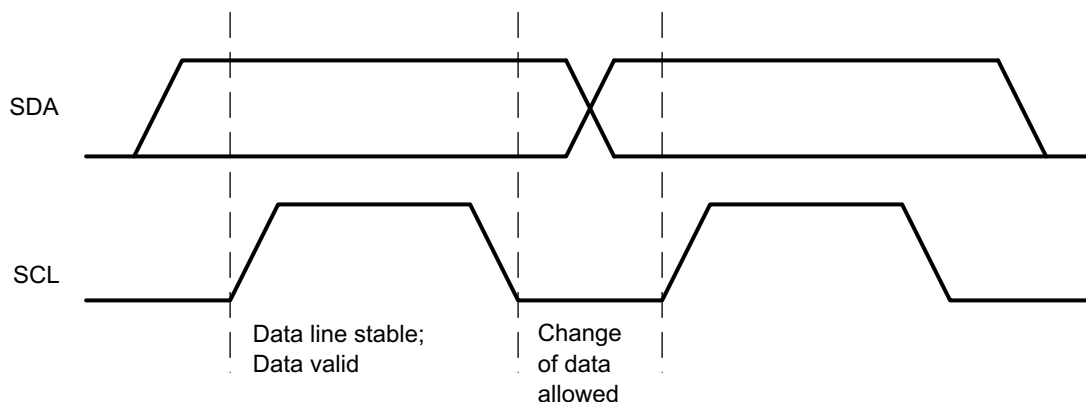 SDA
SCL
Data line stable;
Data valid
Change
of data
allowed